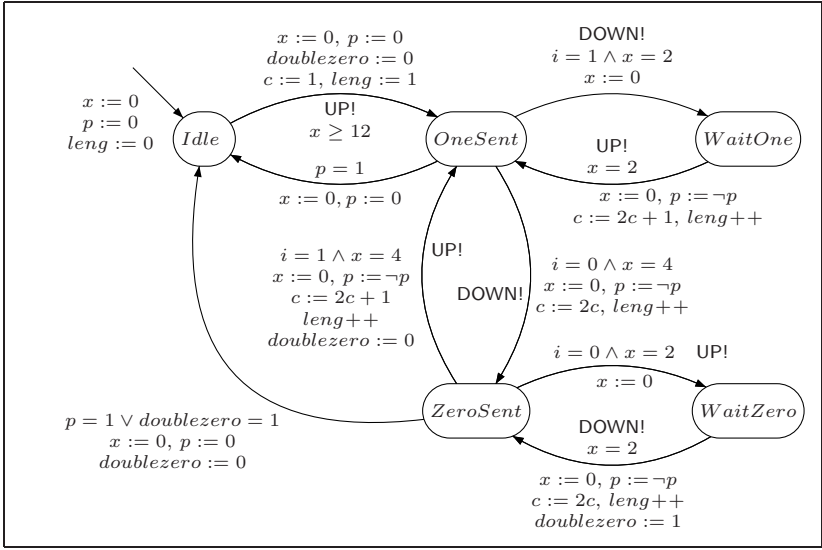 x := 0, p := 0
doublezero := 0
c := 1, leng := 1
UP!
x ≥ 12
DOWN!
i = 1 ∧ x = 2
x := 0
x := 0
p := 0
leng := 0
Idle
OneSent
WaitOne
p = 1
x := 0, p := 0
UP!
x = 2
x := 0, p :=¬p
c := 2c + 1, leng++
i = 1 ∧ x = 4
x := 0, p :=¬p
c := 2c + 1
leng++
doublezero := 0
UP!
DOWN!
i = 0 ∧ x = 4
x := 0, p :=¬p
c := 2c, leng++
i = 0 ∧ x = 2 UP!
x := 0
ZeroSent
WaitZero
p = 1 ∨ doublezero = 1
x := 0, p := 0
doublezero := 0
DOWN!
x = 2
x := 0, p :=¬p
c := 2c, leng++
doublezero := 1